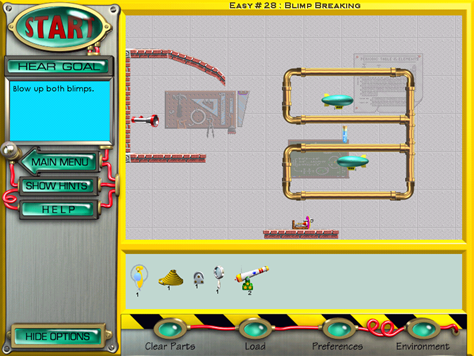 Easy # 28 : Blimp Breaking
START
HEAR GOAL
Blow up both blimps.
MAIN MENU
SHOW HINTS
HELP
HIDE OPTIONS
1
1
1
1
2
Clear Parts
Load
Preferences
Environment